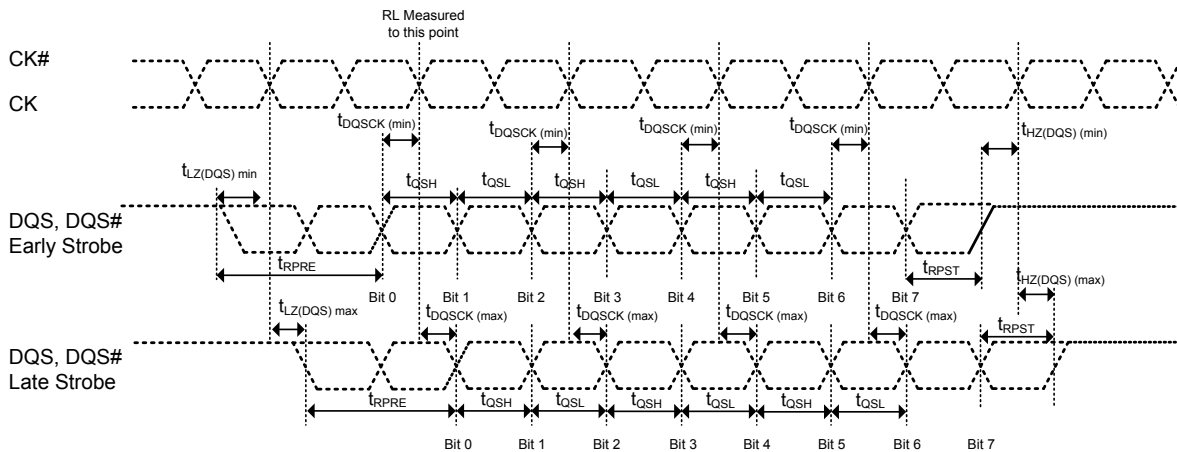 RL Measured
to this point
CK#
CK
tDQSCK (min)
tDQSCK (min)
tDQSCK (min)
tDQSCK (min)
tHZ(DQS) (min)
tLZ(DQS) min
tQSH
tQSL
tQSH
tQSL
tQSH
tQSL
DQS, DQS#
Early Strobe
tRPRE
tRPST
tHZ(DQS) (max)
Bit 0
Bit 1
Bit 2
Bit 3
Bit 4
Bit 5
Bit 6
Bit 7
tLZ(DQS) max
tDQSCK (max)
tDQSCK (max)
tDQSCK (max)
tDQSCK (max)
tRPST
DQS, DQS#
Late Strobe
tRPRE
tQSH
tQSL
tQSH
tQSL
tQSH
tQSL
Bit 0
Bit 1
Bit 2
Bit 3
Bit 4
Bit 5
Bit 6
Bit 7